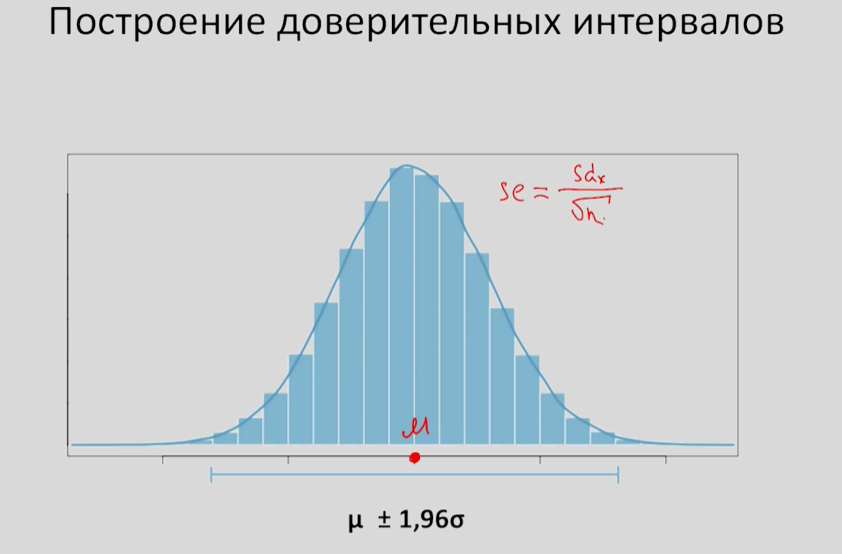 Построение доверительных интервалов
se = sdx / √n
μ
μ ± 1,96σ